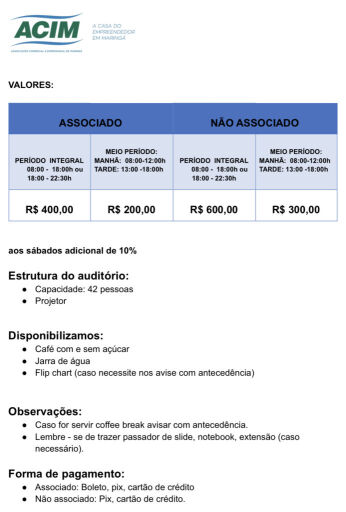 ACIM
A CASA DO
EMPREENDEDOR
EM MARINGÁ
ASSOCIAÇÃO COMERCIAL E EMPRESARIAL DE MARINGÁ
VALORES:
ASSOCIADO NÃO ASSOCIADO
PERÍODO INTEGRAL
08:00 - 18:00h ou
18:00 - 22:30h
MEIO PERÍODO:
MANHÃ: 08:00-12:00h
TARDE: 13:00 -18:00h
PERÍODO INTEGRAL
08:00 - 18:00h ou
18:00 - 22:30h
MEIO PERÍODO:
MANHÃ: 08:00-12:00h
TARDE: 13:00 -18:00h
R$ 400,00 R$ 200,00 R$ 600,00 R$ 300,00
aos sábados adicional de 10%
Estrutura do auditório:
● Capacidade: 42 pessoas
● Projetor
Disponibilizamos:
● Café com e sem açúcar
● Jarra de água
● Flip chart (caso necessite nos avise com antecedência)
Observações:
● Caso for servir coffee break avisar com antecedência.
● Lembre - se de trazer passador de slide, notebook, extensão (caso
necessário).
Forma de pagamento:
● Associado: Boleto, pix, cartão de crédito
● Não associado: Pix, cartão de crédito.